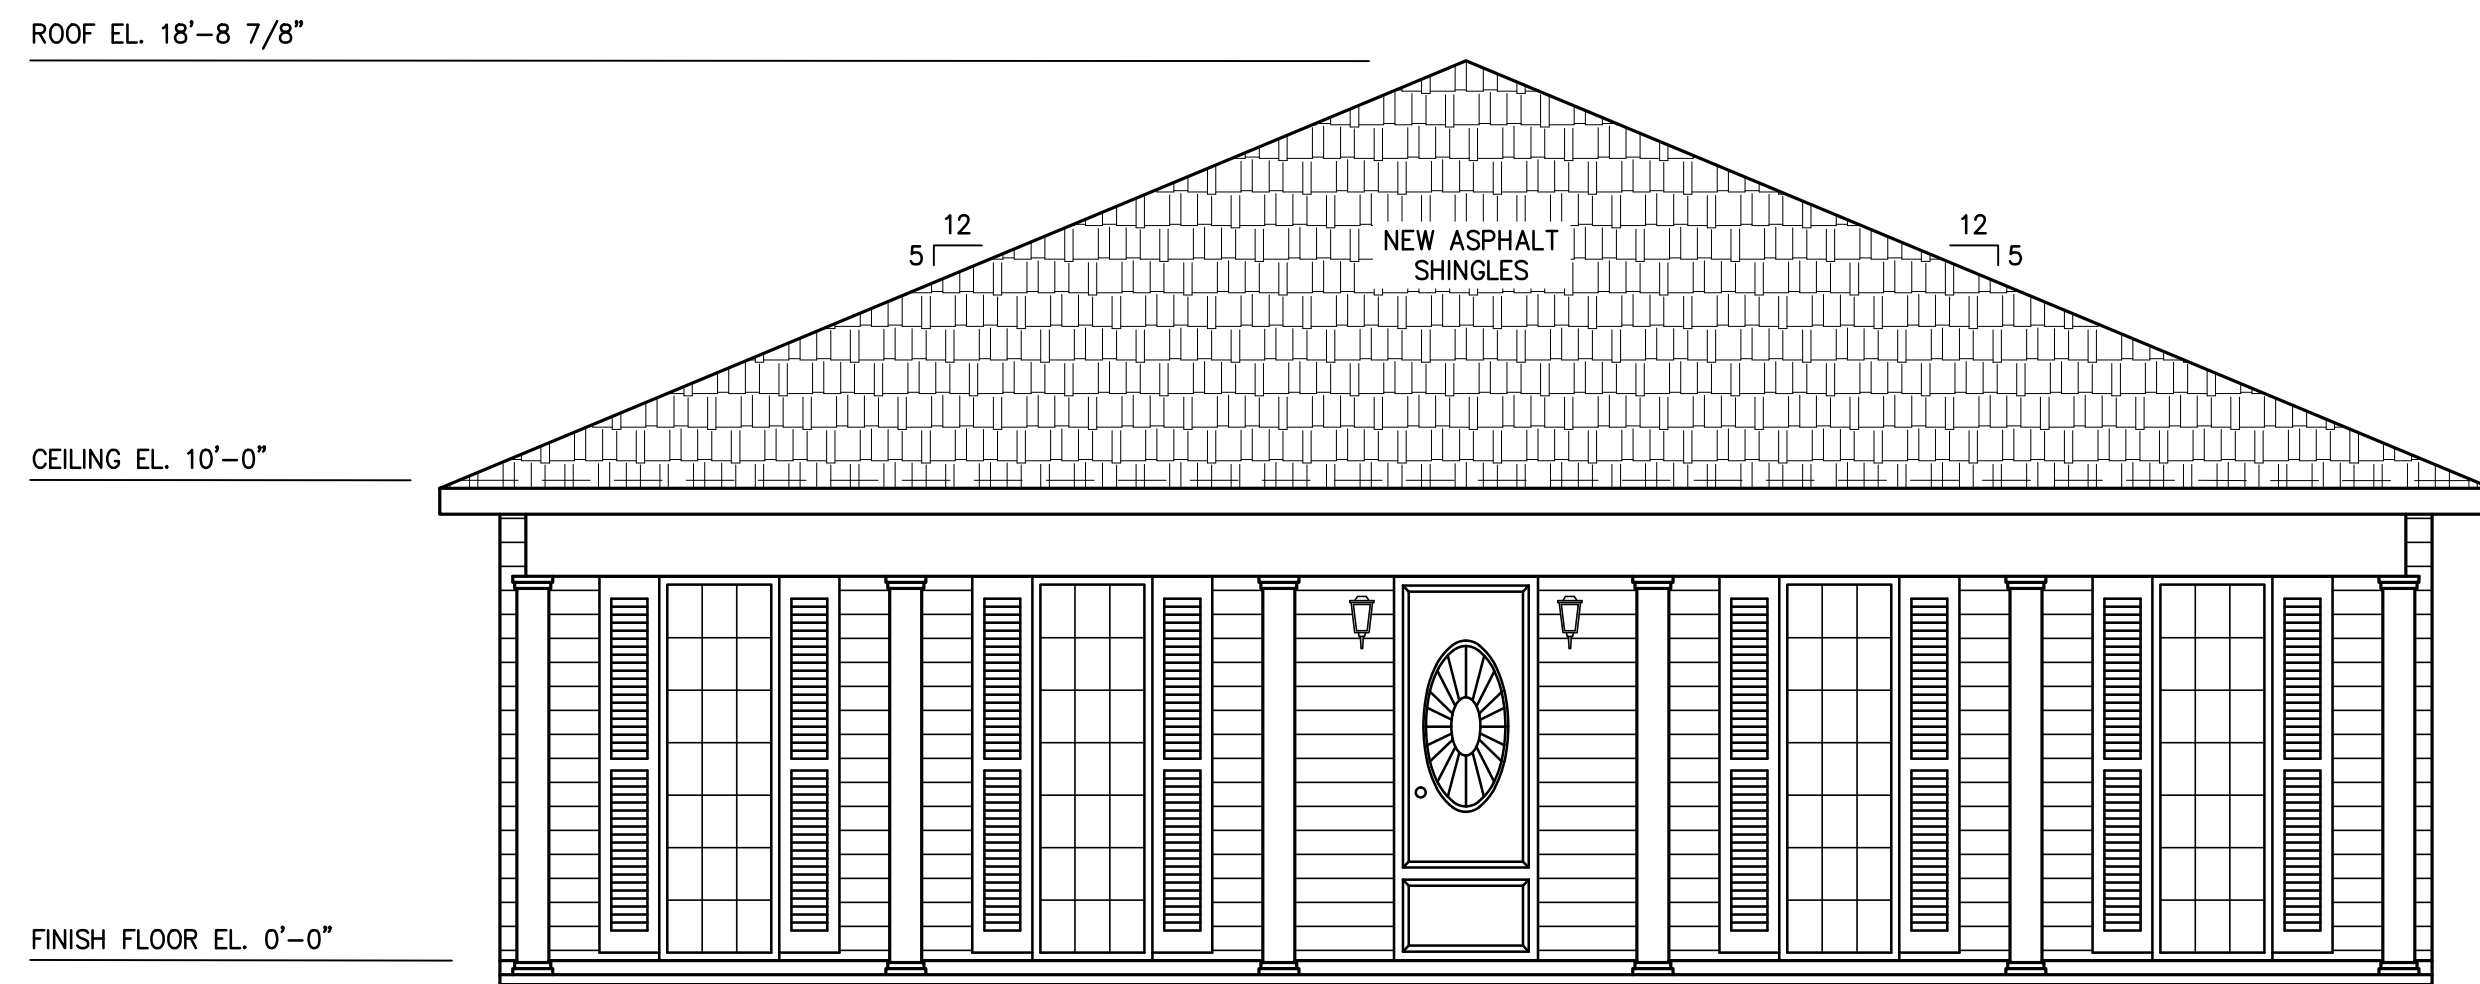 ROOF EL. 18'-8 7/8"
12
5
NEW ASPHALT
SHINGLES
12
5
CEILING EL. 10'-0"
FINISH FLOOR EL. 0'-0"